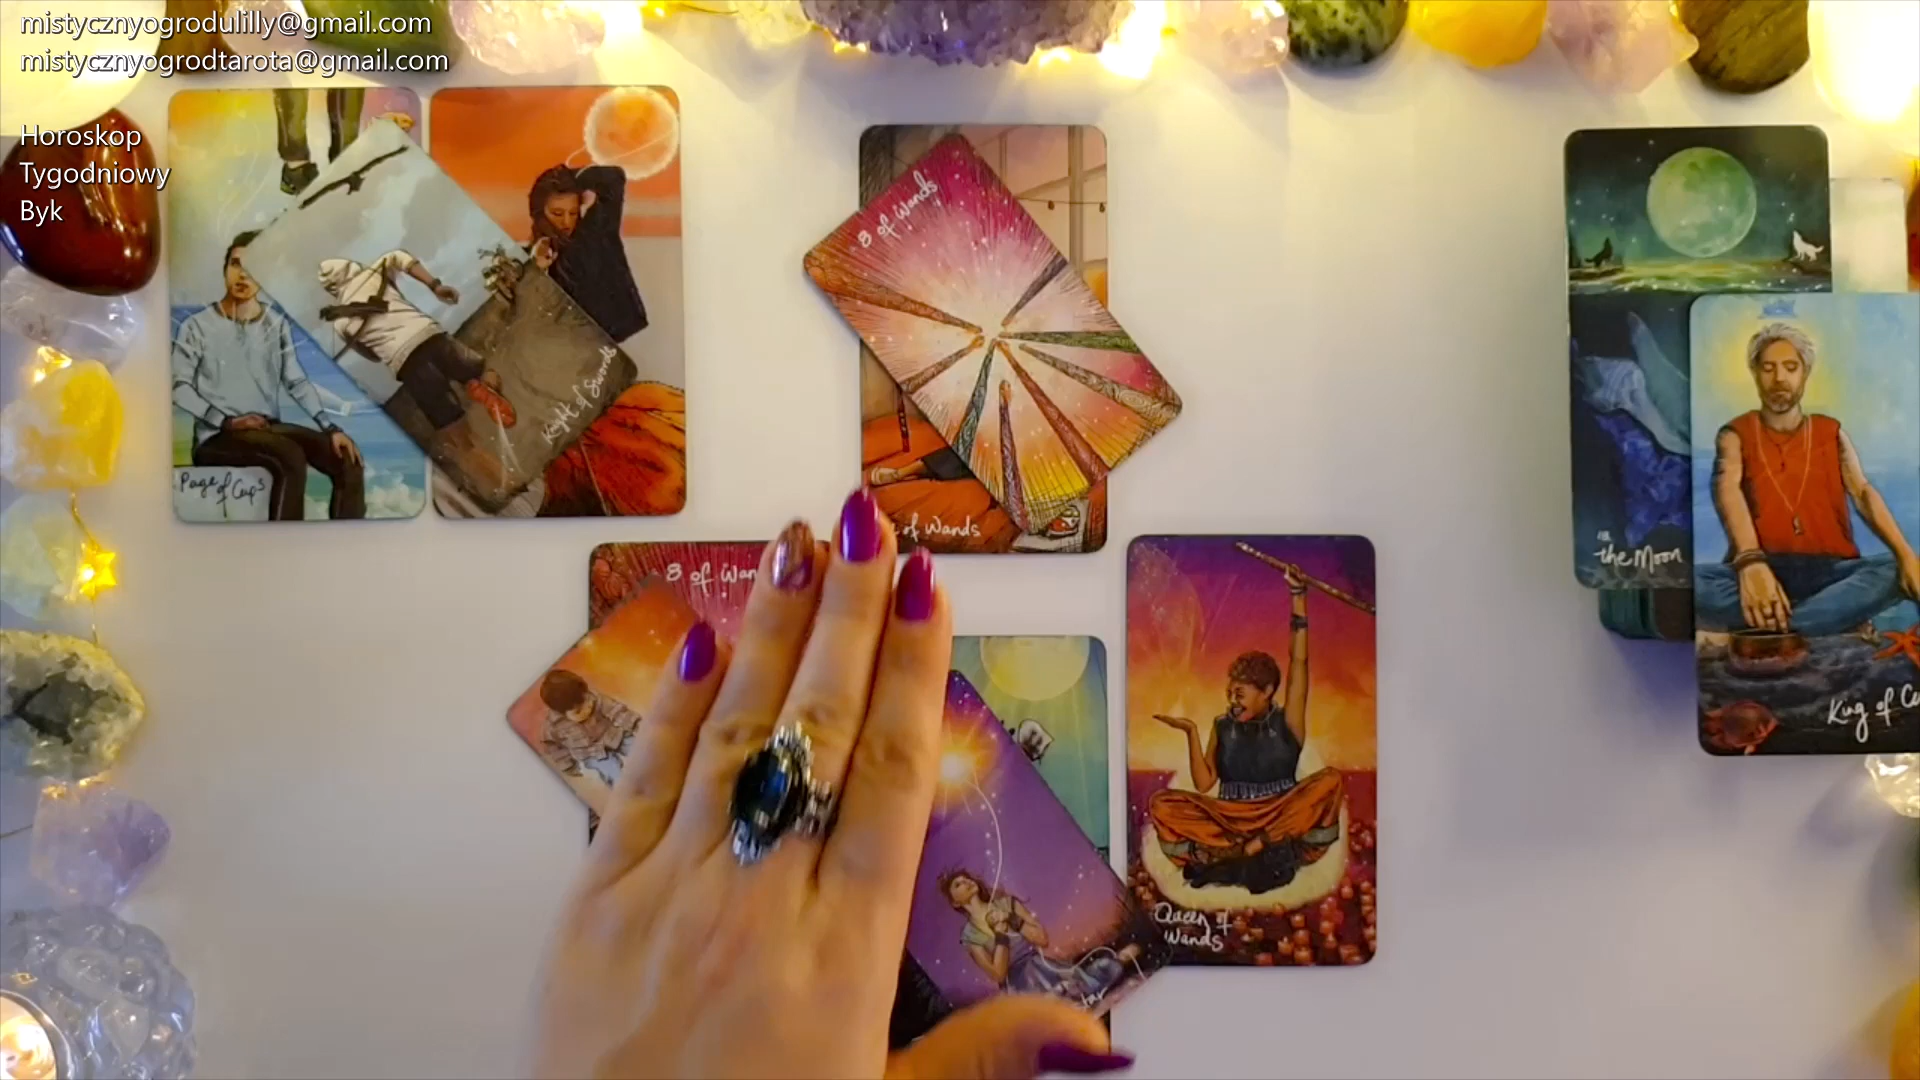 mistycznyogrodulilly@gmail.com
mistycznyogrodtarota@gmail.com
Horoskop
Tygodniowy
Byk
8 of Wands
Knight of Swords
Page of Cups
of Wands
8 of Wan
the Moon
King of Cu
Queen of
Wands